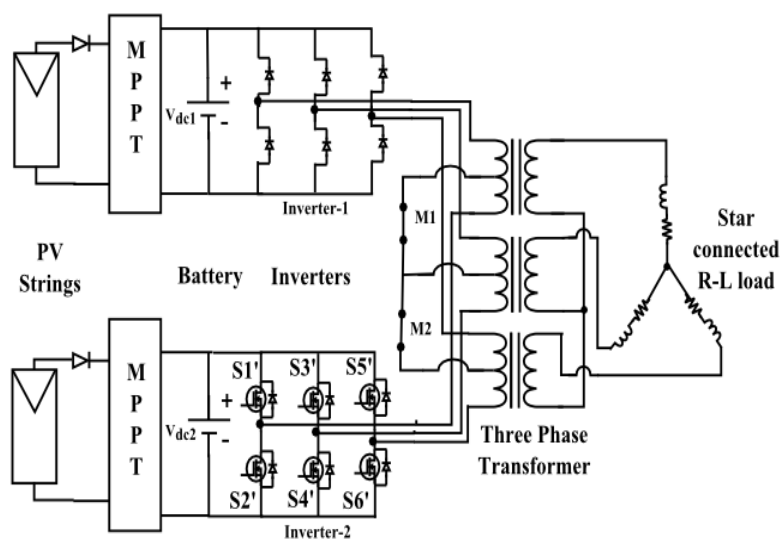 M
P
P
T
+
Vdc1
-
Inverter-1
M1
M2
PV
Strings
Battery Inverters
Star
connected
R-L load
M
P
P
T
+
Vdc2
-
S1' S3' S5'
S2' S4' S6'
Inverter-2
Three Phase
Transformer